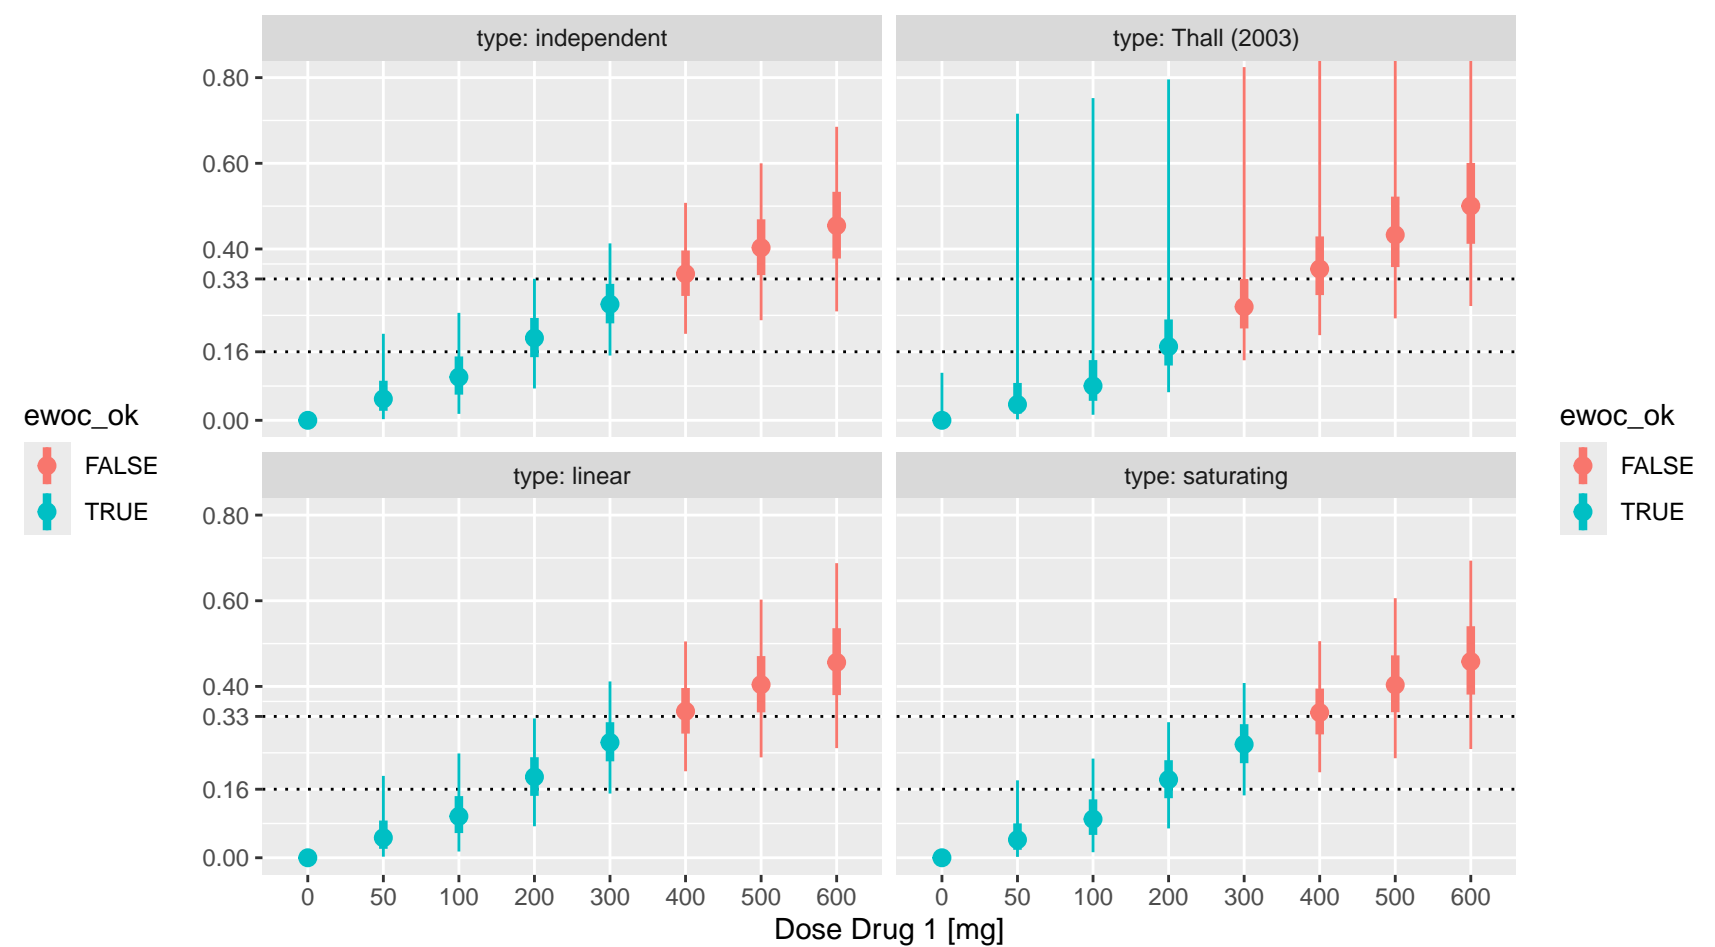 type: independent
type: Thall (2003)
0.80
0.60
0.40
0.33
0.16
0.00
type: linear
type: saturating
0.80
0.60
0.40
0.33
0.16
0.00
ewoc_ok
FALSE
TRUE
ewoc_ok
FALSE
TRUE
0 50 100 200 300 400 500 600
0 50 100 200 300 400 500 600
Dose Drug 1 [mg]